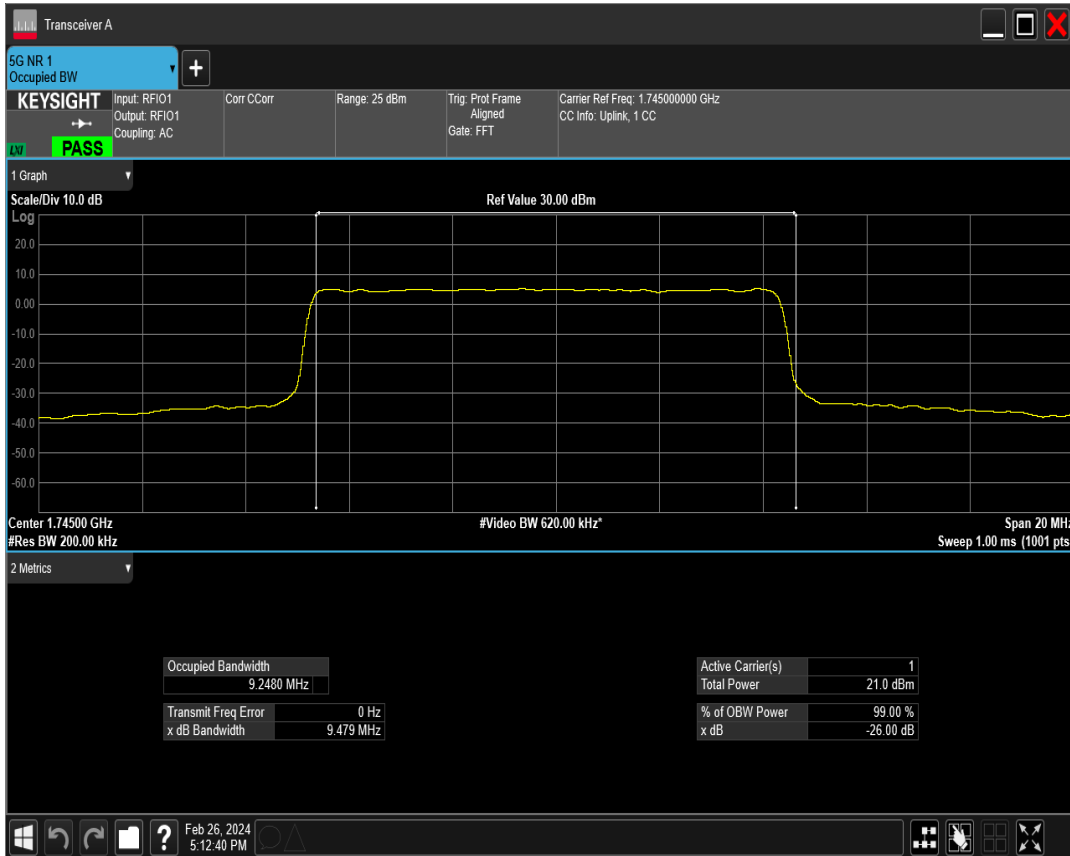 Transceiver A
5G NR 1
Occupied BW
KEYSIGHT
Input: RFIO1
Output: RFIO1
Coupling: AC
Corr CCorr
Range: 25 dBm
Trig: Prot Frame
Aligned
Gate: FFT
Carrier Ref Freq: 1.745000000 GHz
CC Info: Uplink, 1 CC
LXI
PASS
1 Graph
Scale/Div 10.0 dB
Ref Value 30.00 dBm
Log
20.0
10.0
0.00
-10.0
-20.0
-30.0
-40.0
-50.0
-60.0
Center 1.74500 GHz
#Video BW 620.00 kHz*
Span 20 MHz
#Res BW 200.00 kHz
Sweep 1.00 ms (1001 pts
2 Metrics
Occupied Bandwidth
9.2480 MHz
Transmit Freq Error 0 Hz
x dB Bandwidth 9.479 MHz
Active Carrier(s) 1
Total Power 21.0 dBm
% of OBW Power 99.00 %
x dB -26.00 dB
Feb 26, 2024
5:12:40 PM